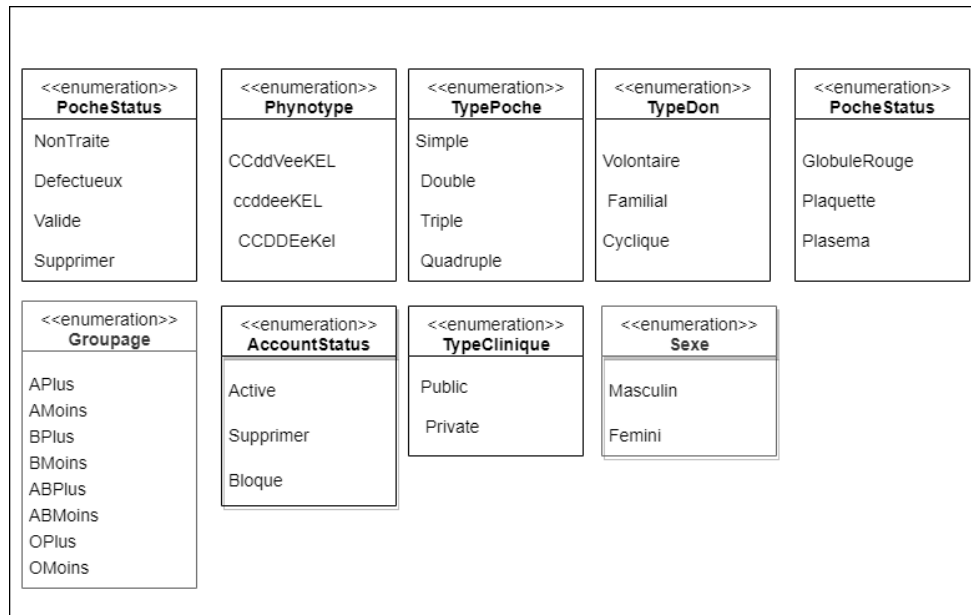 <<enumeration>>
PocheStatus
NonTraite
Defectueux
Valide
Supprimer
<<enumeration>>
Phynotype
CCddVeeKEL
ccddeeKEL
CCDDEeKel
<<enumeration>>
TypePoche
Simple
Double
Triple
Quadruple
<<enumeration>>
TypeDon
Volontaire
Familial
Cyclique
<<enumeration>>
PocheStatus
GlobuleRouge
Plaquette
Plasema
<<enumeration>>
Groupage
APlus
AMoins
BPlus
BMoins
ABPlus
ABMoins
OPlus
OMoins
<<enumeration>>
AccountStatus
Active
Supprimer
Bloque
<<enumeration>>
TypeClinique
Public
Private
<<enumeration>>
Sexe
Masculin
Femini